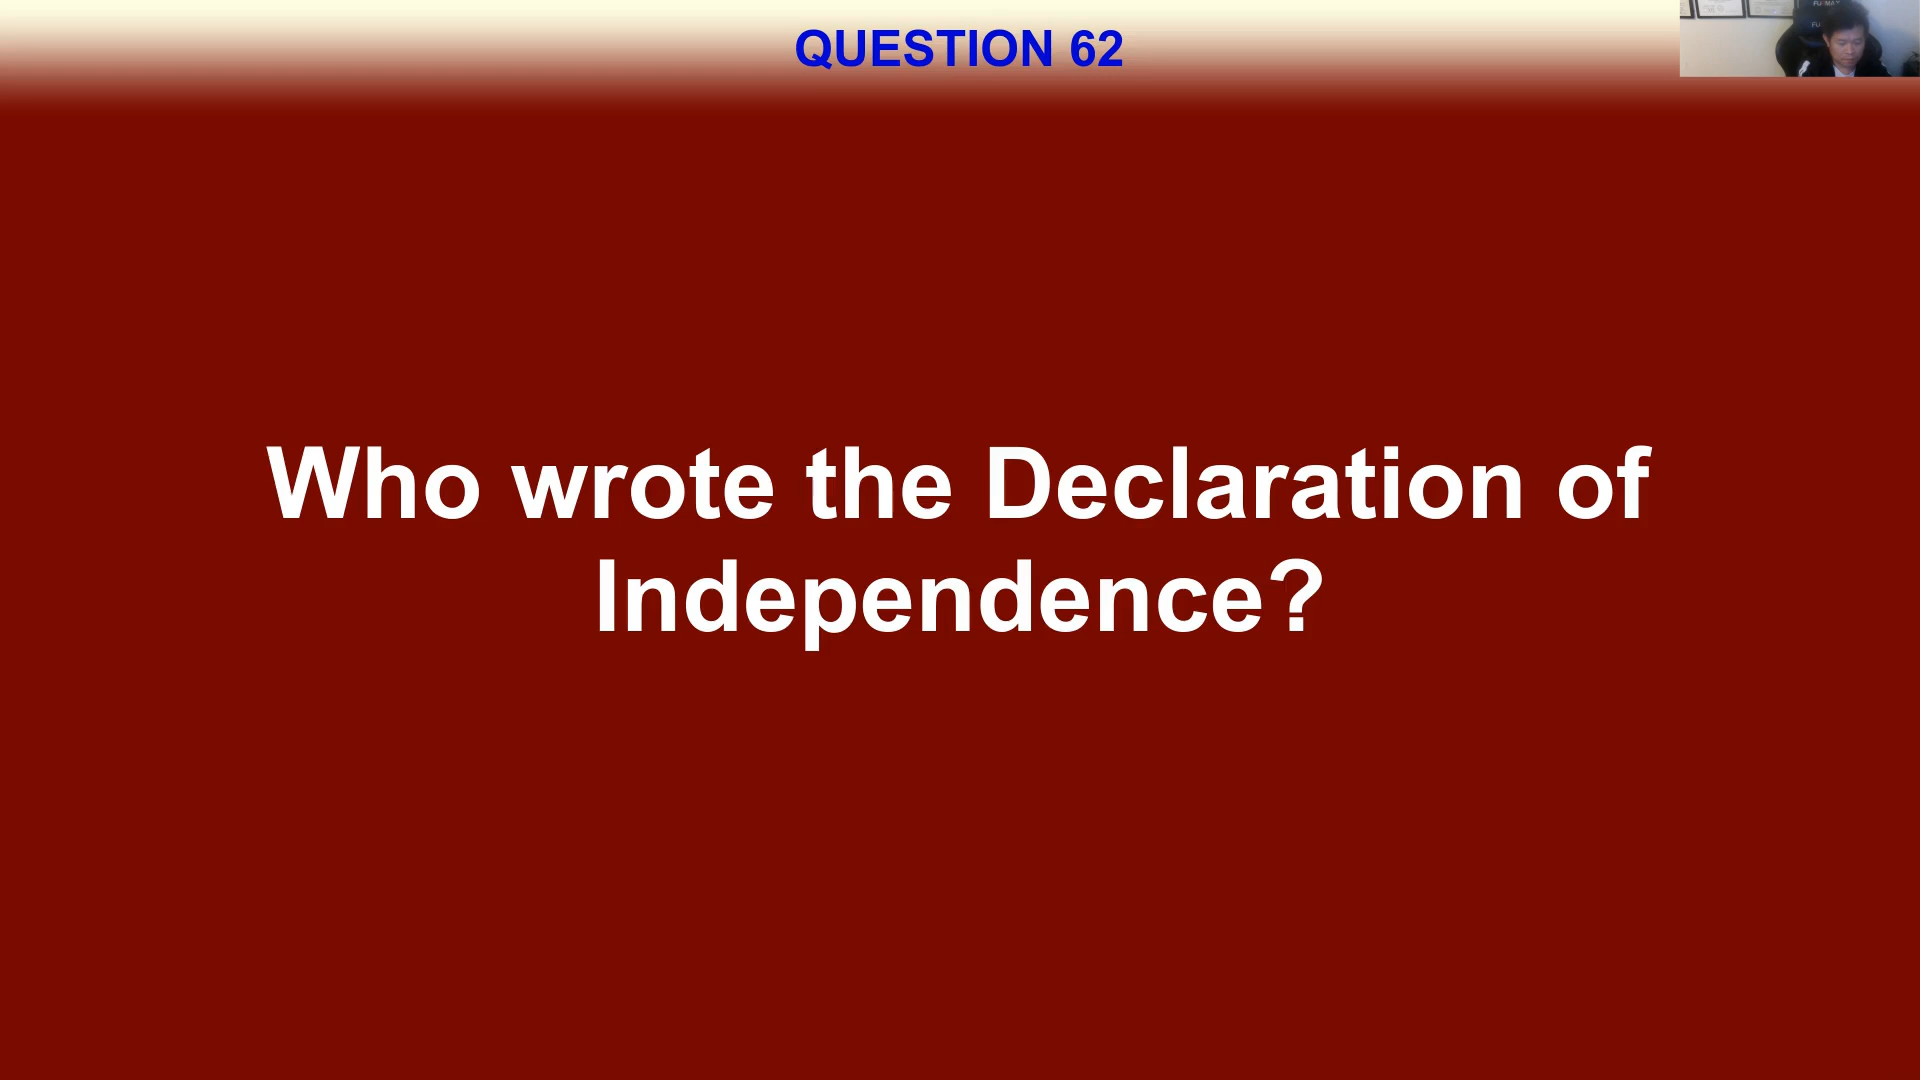 QUESTION 62
Who wrote the Declaration of
Independence?